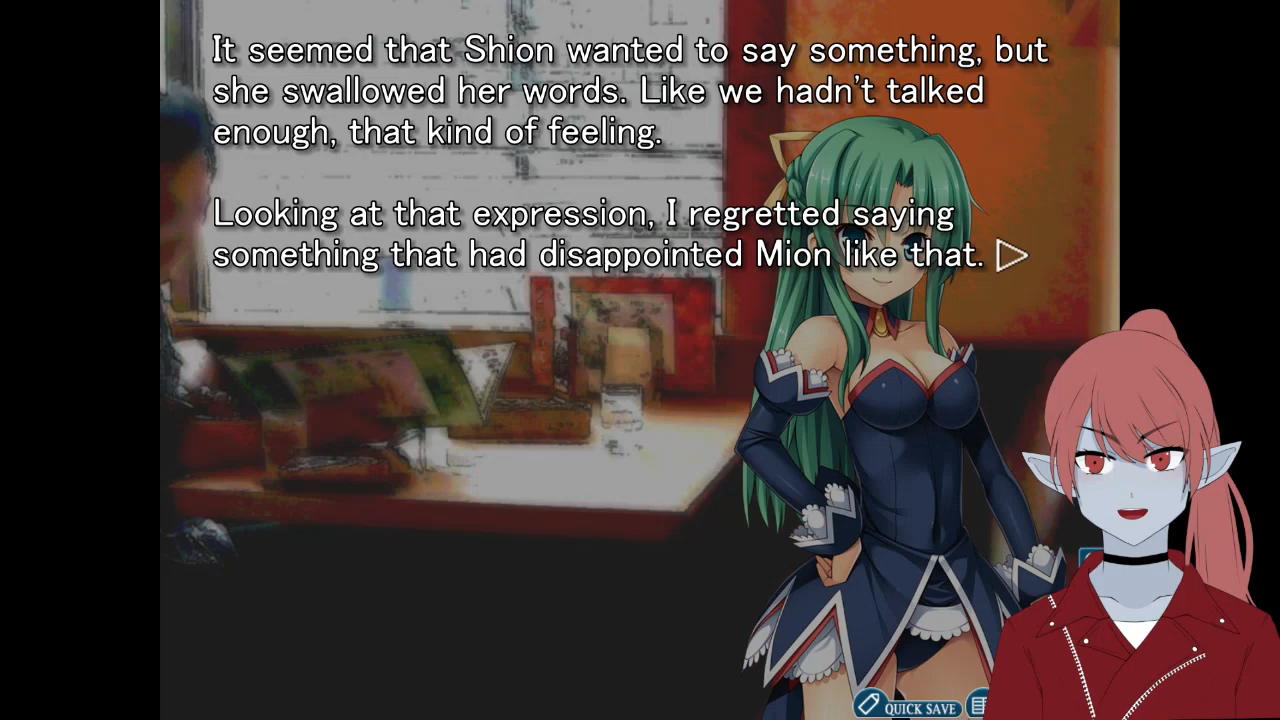 It seemed that Shion wanted to say something, but
she swallowed her words. Like we hadn't talked
enough, that kind of feeling.
Looking at that expression, I regretted saying
something that had disappointed Mion like that.
QUICK SAVE